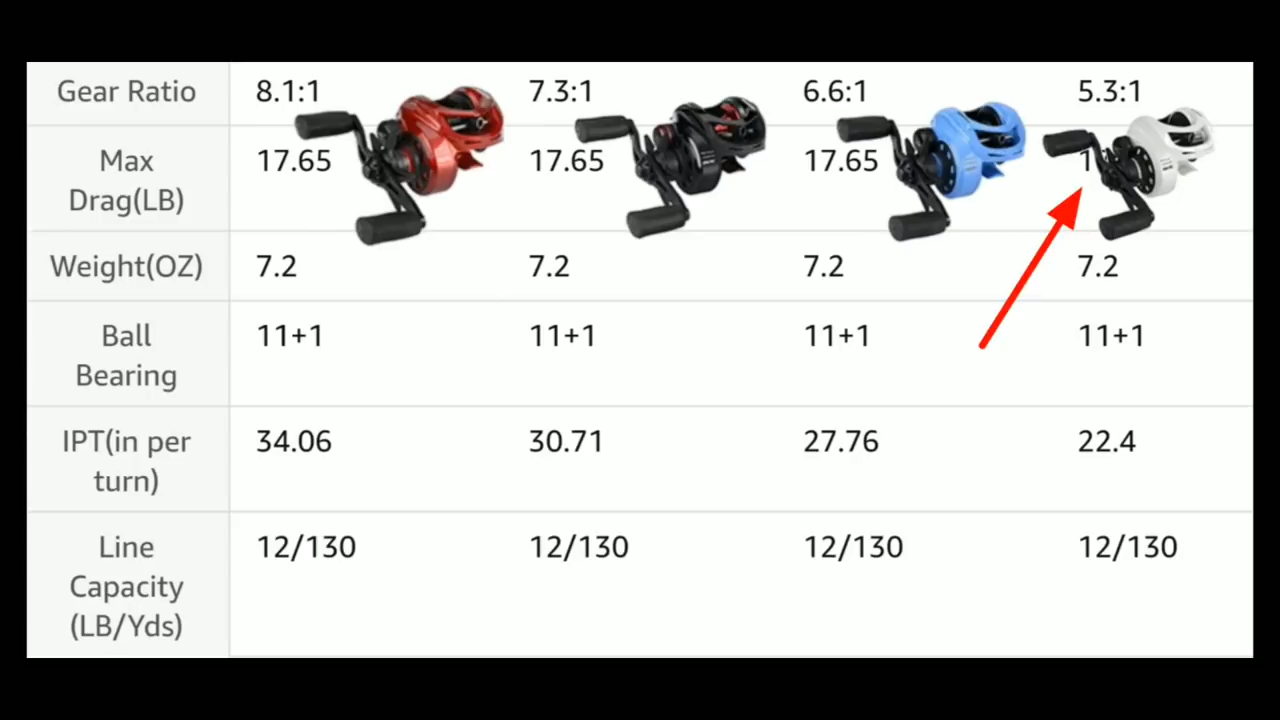 Gear Ratio 8.1:1 7.3:1 6.6:1 5.3:1
Max
Drag(LB) 17.65 17.65 17.65
Weight(OZ) 7.2 7.2 7.2 7.2
Ball
Bearing 11+1 11+1 11+1 11+1
IPT(in per
turn) 34.06 30.71 27.76 22.4
Line
Capacity
(LB/Yds) 12/130 12/130 12/130 12/130